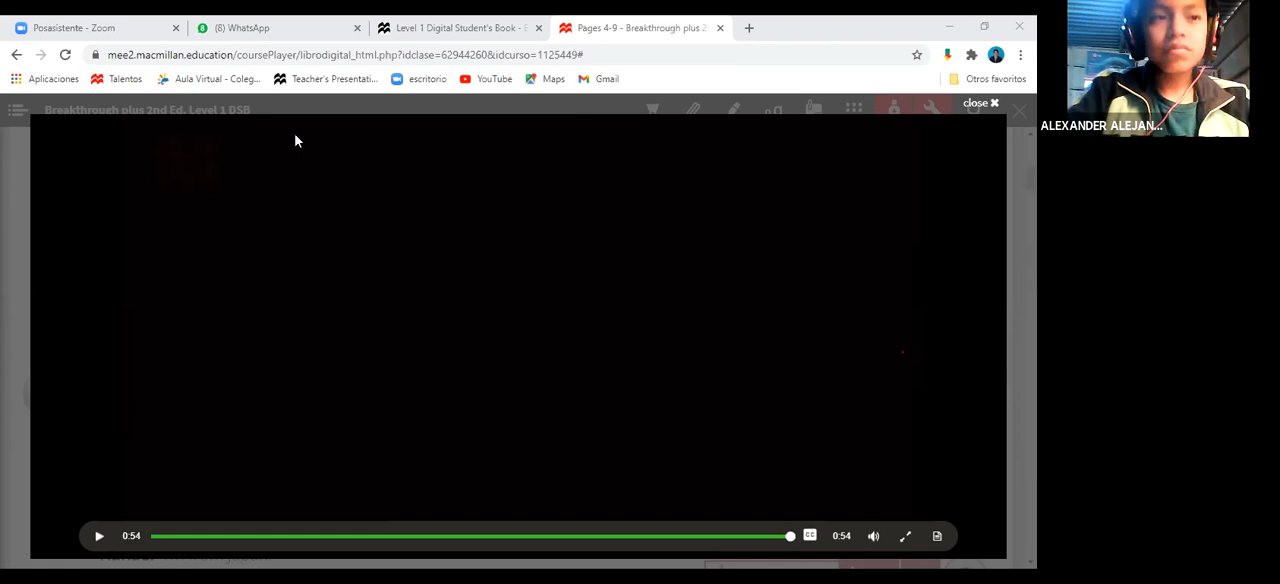 Posasistente - Zoom
(8) WhatsApp
Level 1 Digital Student's Book - E
Pages 4-9 - Breakthrough plus 2
mee2.macmillan.education/coursePlayer/librodigital_html.php?idclase=62944260&idcurso=1125449#
Aplicaciones
Talentos
Aula Virtual - Coleg...
Teacher's Presentati...
escritorio
YouTube
Maps
Gmail
Otros favoritos
Breakthrough plus 2nd Ed. Level 1 DSB
close ✖
ALEXANDER ALEJAN...
0:54
CC
0:54